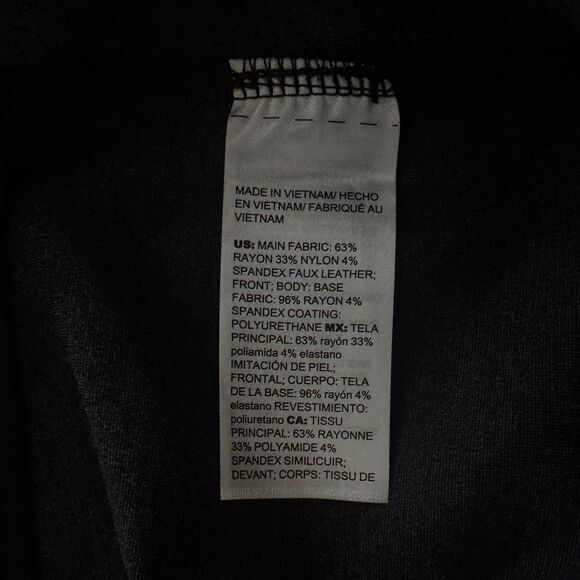 MADE IN VIETNAM/ HECHO
EN VIETNAM/ FABRIQUÉ AU
VIETNAM
US: MAIN FABRIC: 63%
RAYON 33% NYLON 4%
SPANDEX FAUX LEATHER;
FRONT; BODY: BASE
FABRIC: 96% RAYON 4%
SPANDEX COATING:
POLYURETHANE MX: TELA
PRINCIPAL: 63% rayón 33%
poliamida 4% elastano
IMITACIÓN DE PIEL;
FRONTAL; CUERPO: TELA
DE LA BASE: 96% rayón 4%
elastano REVESTIMIENTO:
poliuretano CA: TISSU
PRINCIPAL: 63% RAYONNE
33% POLYAMIDE 4%
SPANDEX SIMILICUIR;
DEVANT; CORPS: TISSU DE